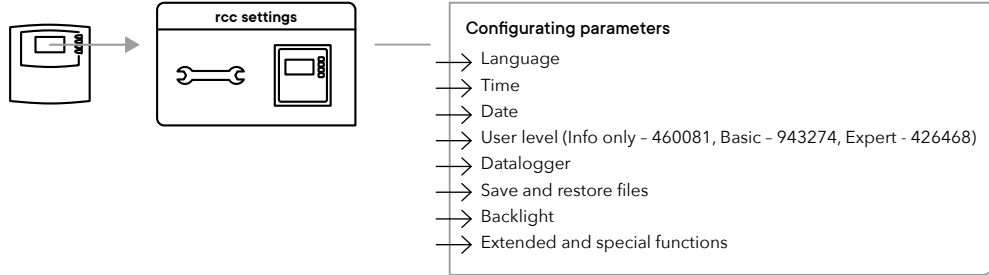 rcc settings
Configurating parameters
Language
Time
Date
User level (Info only – 460081, Basic – 943274, Expert - 426468)
Datalogger
Save and restore files
Backlight
Extended and special functions